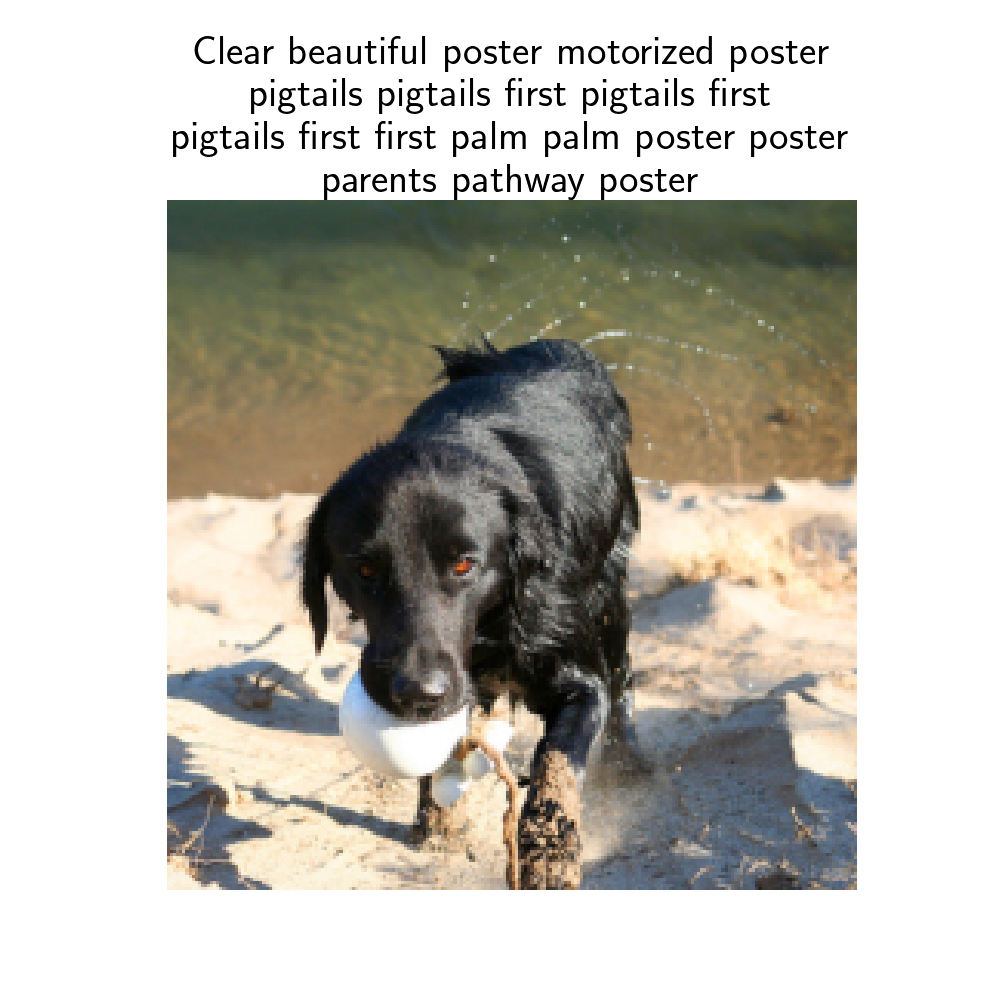 Clear beautiful poster motorized poster
pigtails pigtails first pigtails first
pigtails first first palm palm poster poster
parents pathway poster